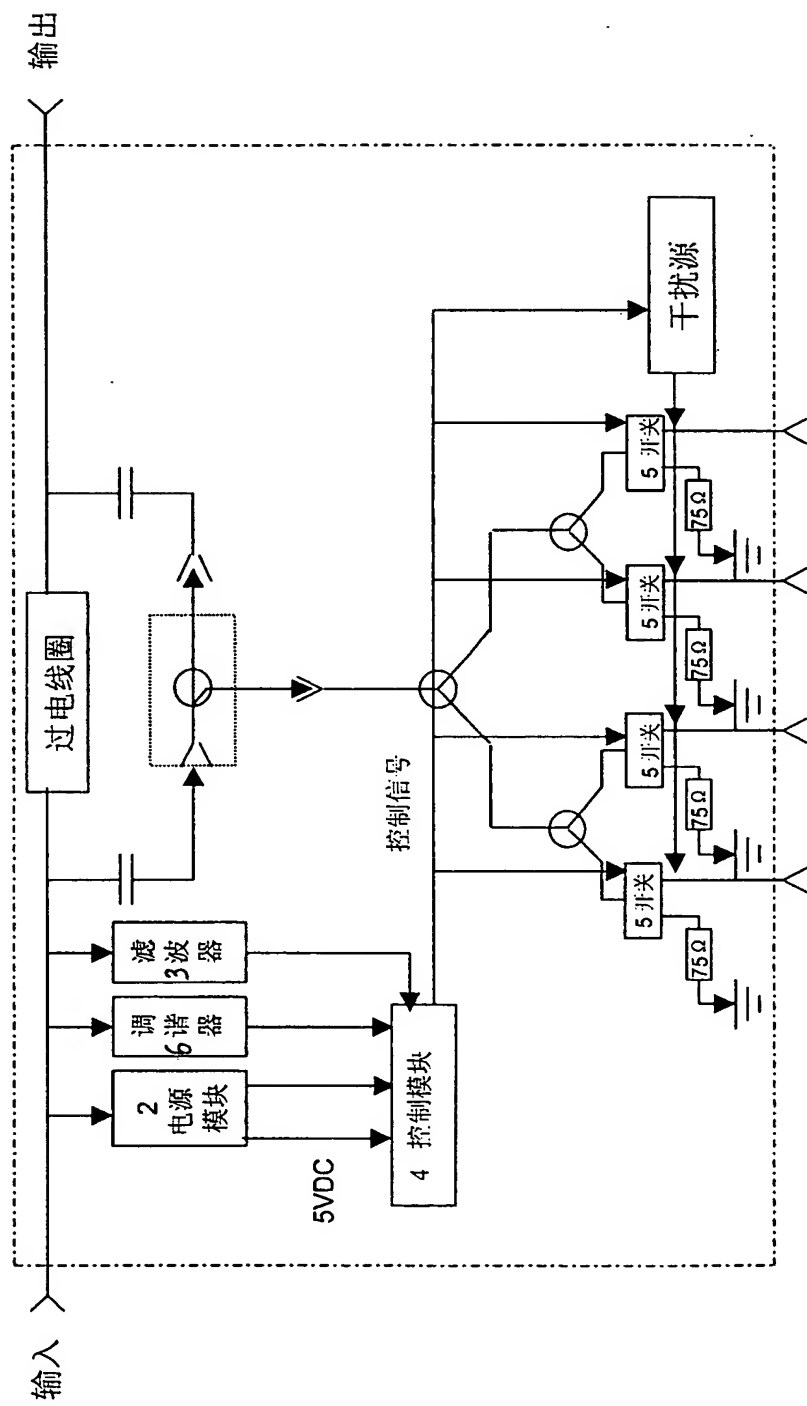 输入
输出
过电线圈
2
电源
模块
调
6谐
器
滤
3波
器
5VDC
4 控制模块
控制信号
5 开关
5 开关
5 开关
5 开关
75Ω
75Ω
75Ω
75Ω
干扰源